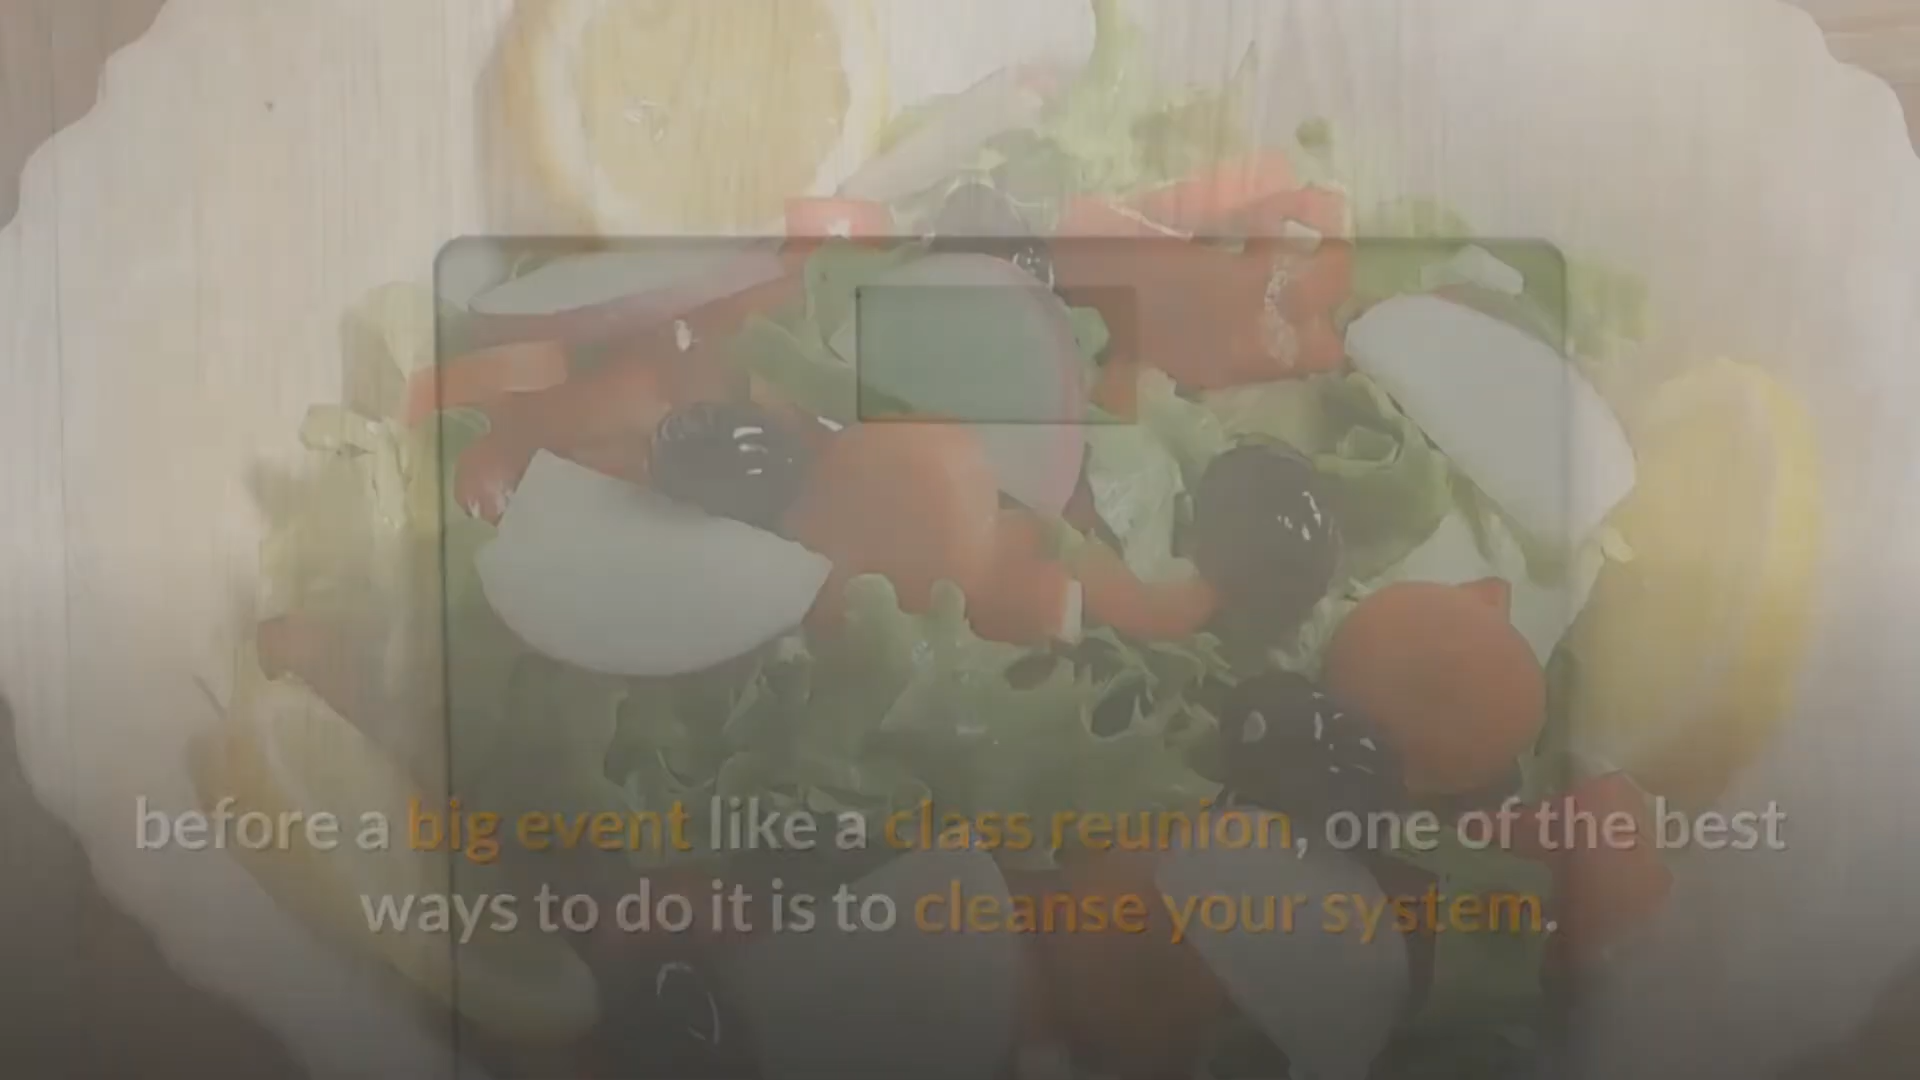 before a big event like a class reunion, one of the best
ways to do it is to cleanse your system.